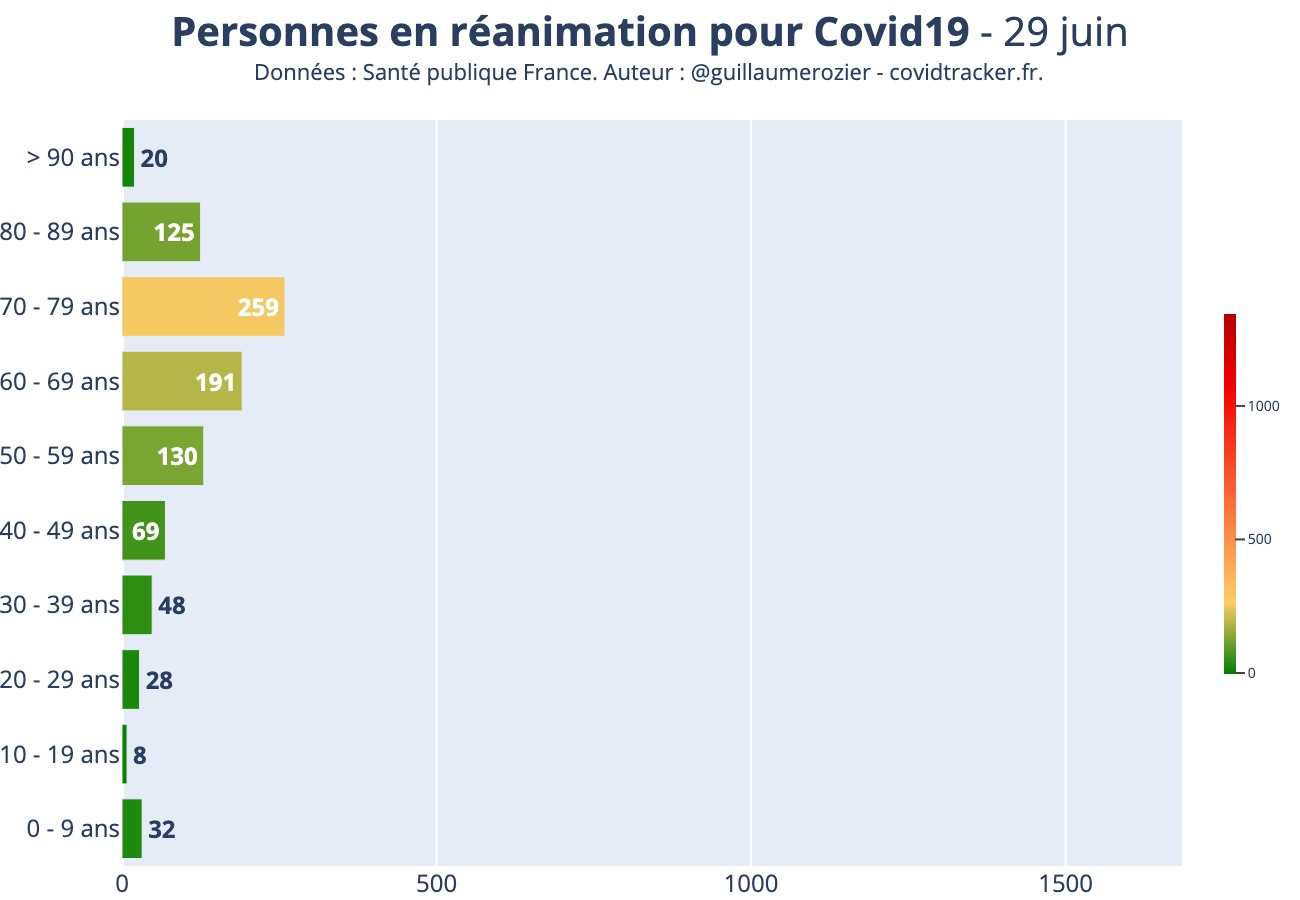 Personnes en réanimation pour Covid19 - 29 juin
Données : Santé publique France. Auteur : @guillaumerozier - covidtracker.fr.
> 90 ans 20
80 - 89 ans 125
70 - 79 ans 259
60 - 69 ans 191
50 - 59 ans 130
40 - 49 ans 69
30 - 39 ans 48
20 - 29 ans 28
10 - 19 ans 8
0 - 9 ans 32
0 500 1000 1500
1000
500
0